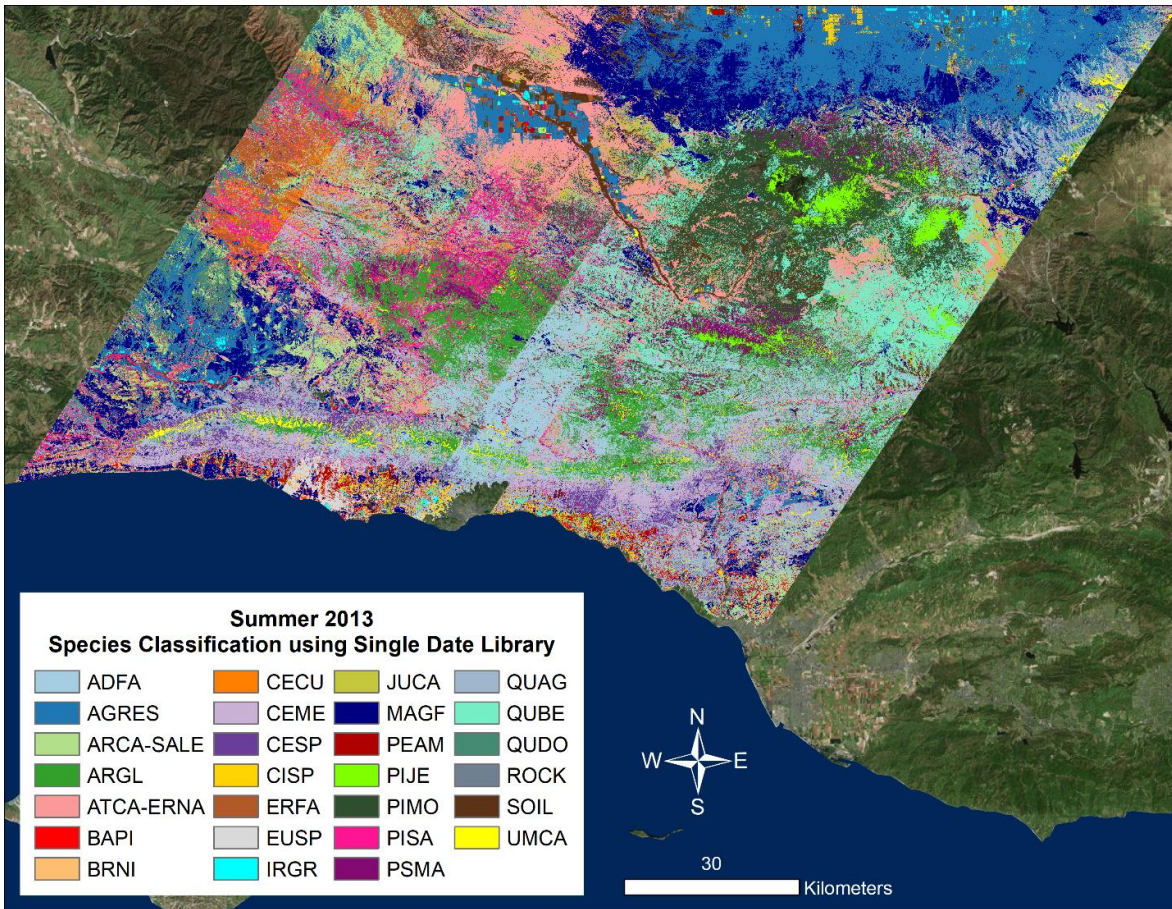 Summer 2013
Species Classification using Single Date Library
ADFA
AGRES
ARCA-SALE
ARGL
ATCA-ERNA
BAPI
BRNI
CECU
CEME
CESP
CISP
ERFA
EUSP
IRGR
JUCA
MAGF
PEAM
PIJE
PIMO
PISA
PSMA
QUAG
QUBE
QUDO
ROCK
SOIL
UMCA
N
W E
S
30
Kilometers